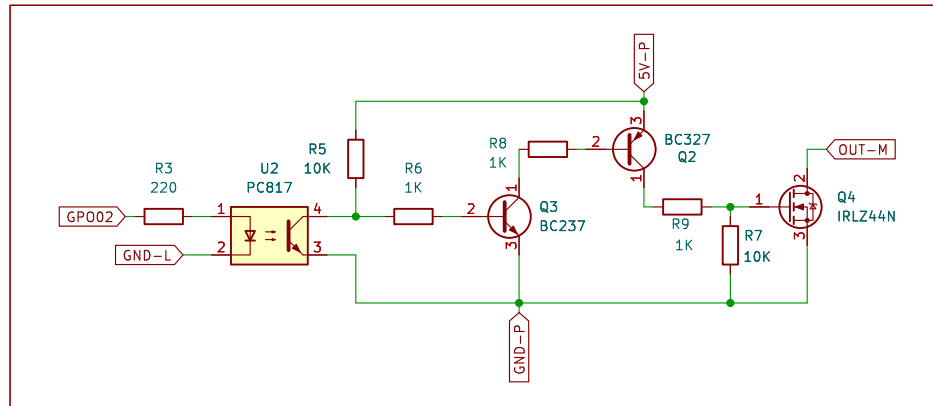 5V-P
3
BC327
Q2
2
1
R8
1K
R5
10K
R3
220
U2
PC817
R6
1K
OUT-M
2
Q4
IRLZ44N
1
3
GPO02
1
4
2
1
Q3
BC237
3
R9
1K
R7
10K
GND-L
2
3
GND-P